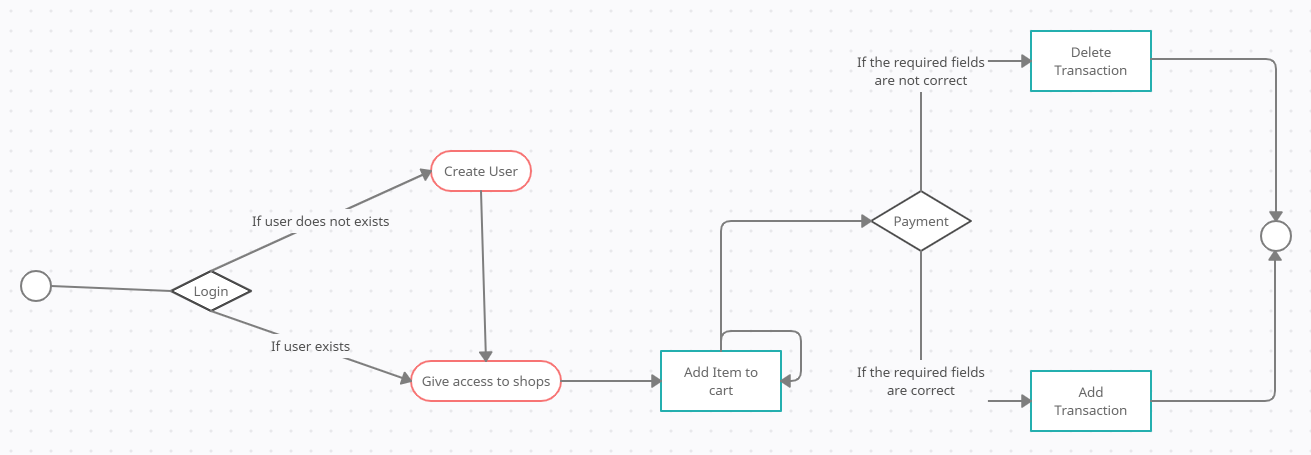 If the required fields
are not correct
Delete
Transaction
Create User
If user does not exists
Payment
Login
If user exists
Give access to shops
Add Item to
cart
If the required fields
are correct
Add
Transaction